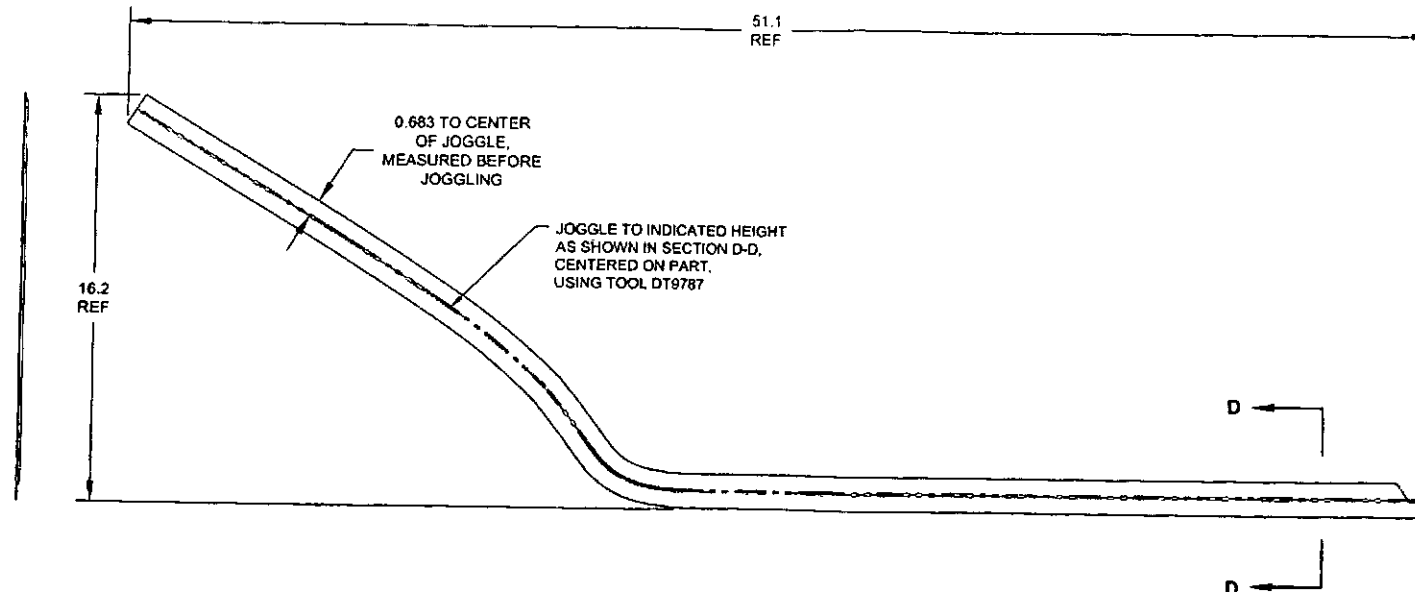 51.1
REF
0.683 TO CENTER
OF JOGGLE,
MEASURED BEFORE
JOGGLING
JOGGLE TO INDICATED HEIGHT
AS SHOWN IN SECTION D-D,
CENTERED ON PART,
USING TOOL DT9787
16.2
REF
D
D